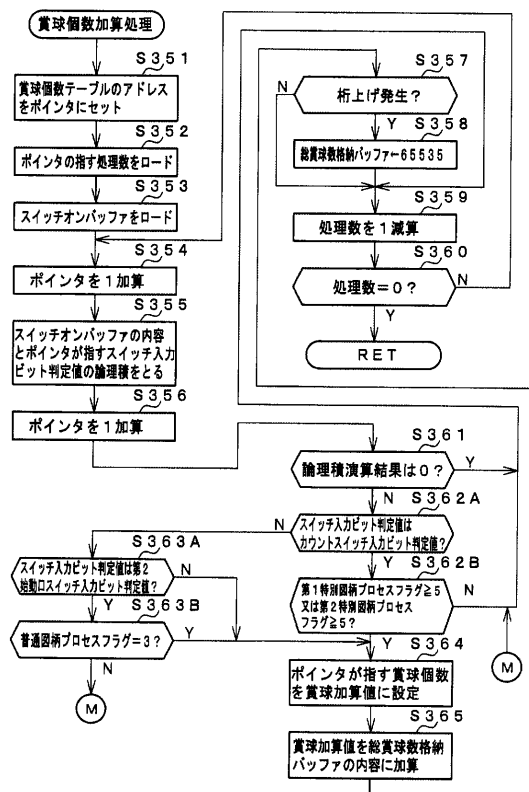 賞球個数加算処理
S351
賞球個数テーブルのアドレス
をポインタにセット
S352
ポインタの指す処理数をロード
S353
スイッチオンバッファをロード
S354
ポインタを1加算
S355
スイッチオンバッファの内容
とポインタが指すスイッチ入力
ビット判定値の論理積をとる
S356
ポインタを1加算
S357
N
桁上げ発生?
Y
S358
総賞球数格納バッファ←65535
S359
処理数を1減算
S360
処理数=0?
N
Y
RET
S361
論理積演算結果は0?
Y
N
S362A
N
スイッチ入力ビット判定値は
カウントスイッチ入力ビット判定値?
S363A
スイッチ入力ビット判定値は第2
始動口スイッチ入力ビット判定値?
N
Y
S362B
第1特別図柄プロセスフラグ≧5
又は第2特別図柄プロセス
フラグ≧5?
N
Y
M
S363B
普通図柄プロセスフラグ=3?
Y
N
M
S364
ポインタが指す賞球個数
を賞球加算値に設定
S365
賞球加算値を総賞球数格納
バッファの内容に加算